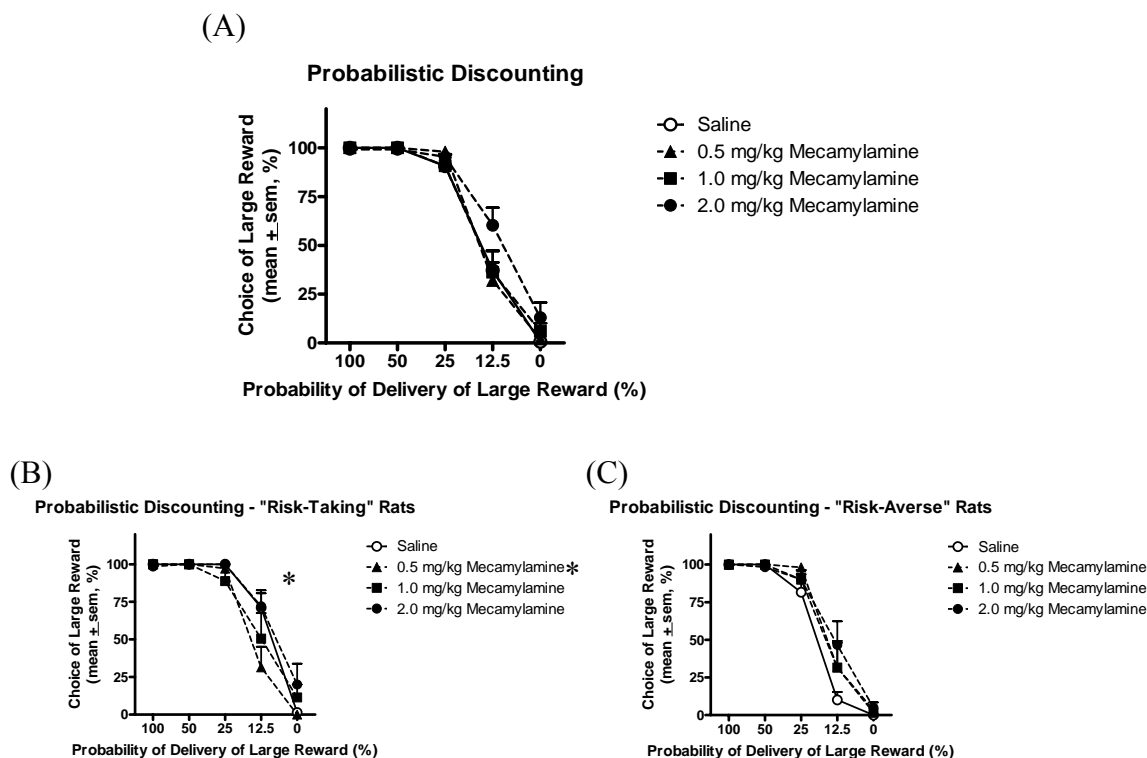 (A)
Probabilistic Discounting
Choice of Large Reward
(mean ± sem, %)
100
75
50
25
0
100 50 25 12.5 0
Probability of Delivery of Large Reward (%)
Saline
0.5 mg/kg Mecamylamine
1.0 mg/kg Mecamylamine
2.0 mg/kg Mecamylamine
(B)
Probabilistic Discounting - "Risk-Taking" Rats
Choice of Large Reward
(mean ± sem, %)
100
75
50
25
0
100 50 25 12.5 0
Probability of Delivery of Large Reward (%)
*
Saline
0.5 mg/kg Mecamylamine*
1.0 mg/kg Mecamylamine
2.0 mg/kg Mecamylamine
(C)
Probabilistic Discounting - "Risk-Averse" Rats
Choice of Large Reward
(mean ± sem, %)
100
75
50
25
0
100 50 25 12.5 0
Probability of Delivery of Large Reward (%)
Saline
0.5 mg/kg Mecamylamine
1.0 mg/kg Mecamylamine
2.0 mg/kg Mecamylamine